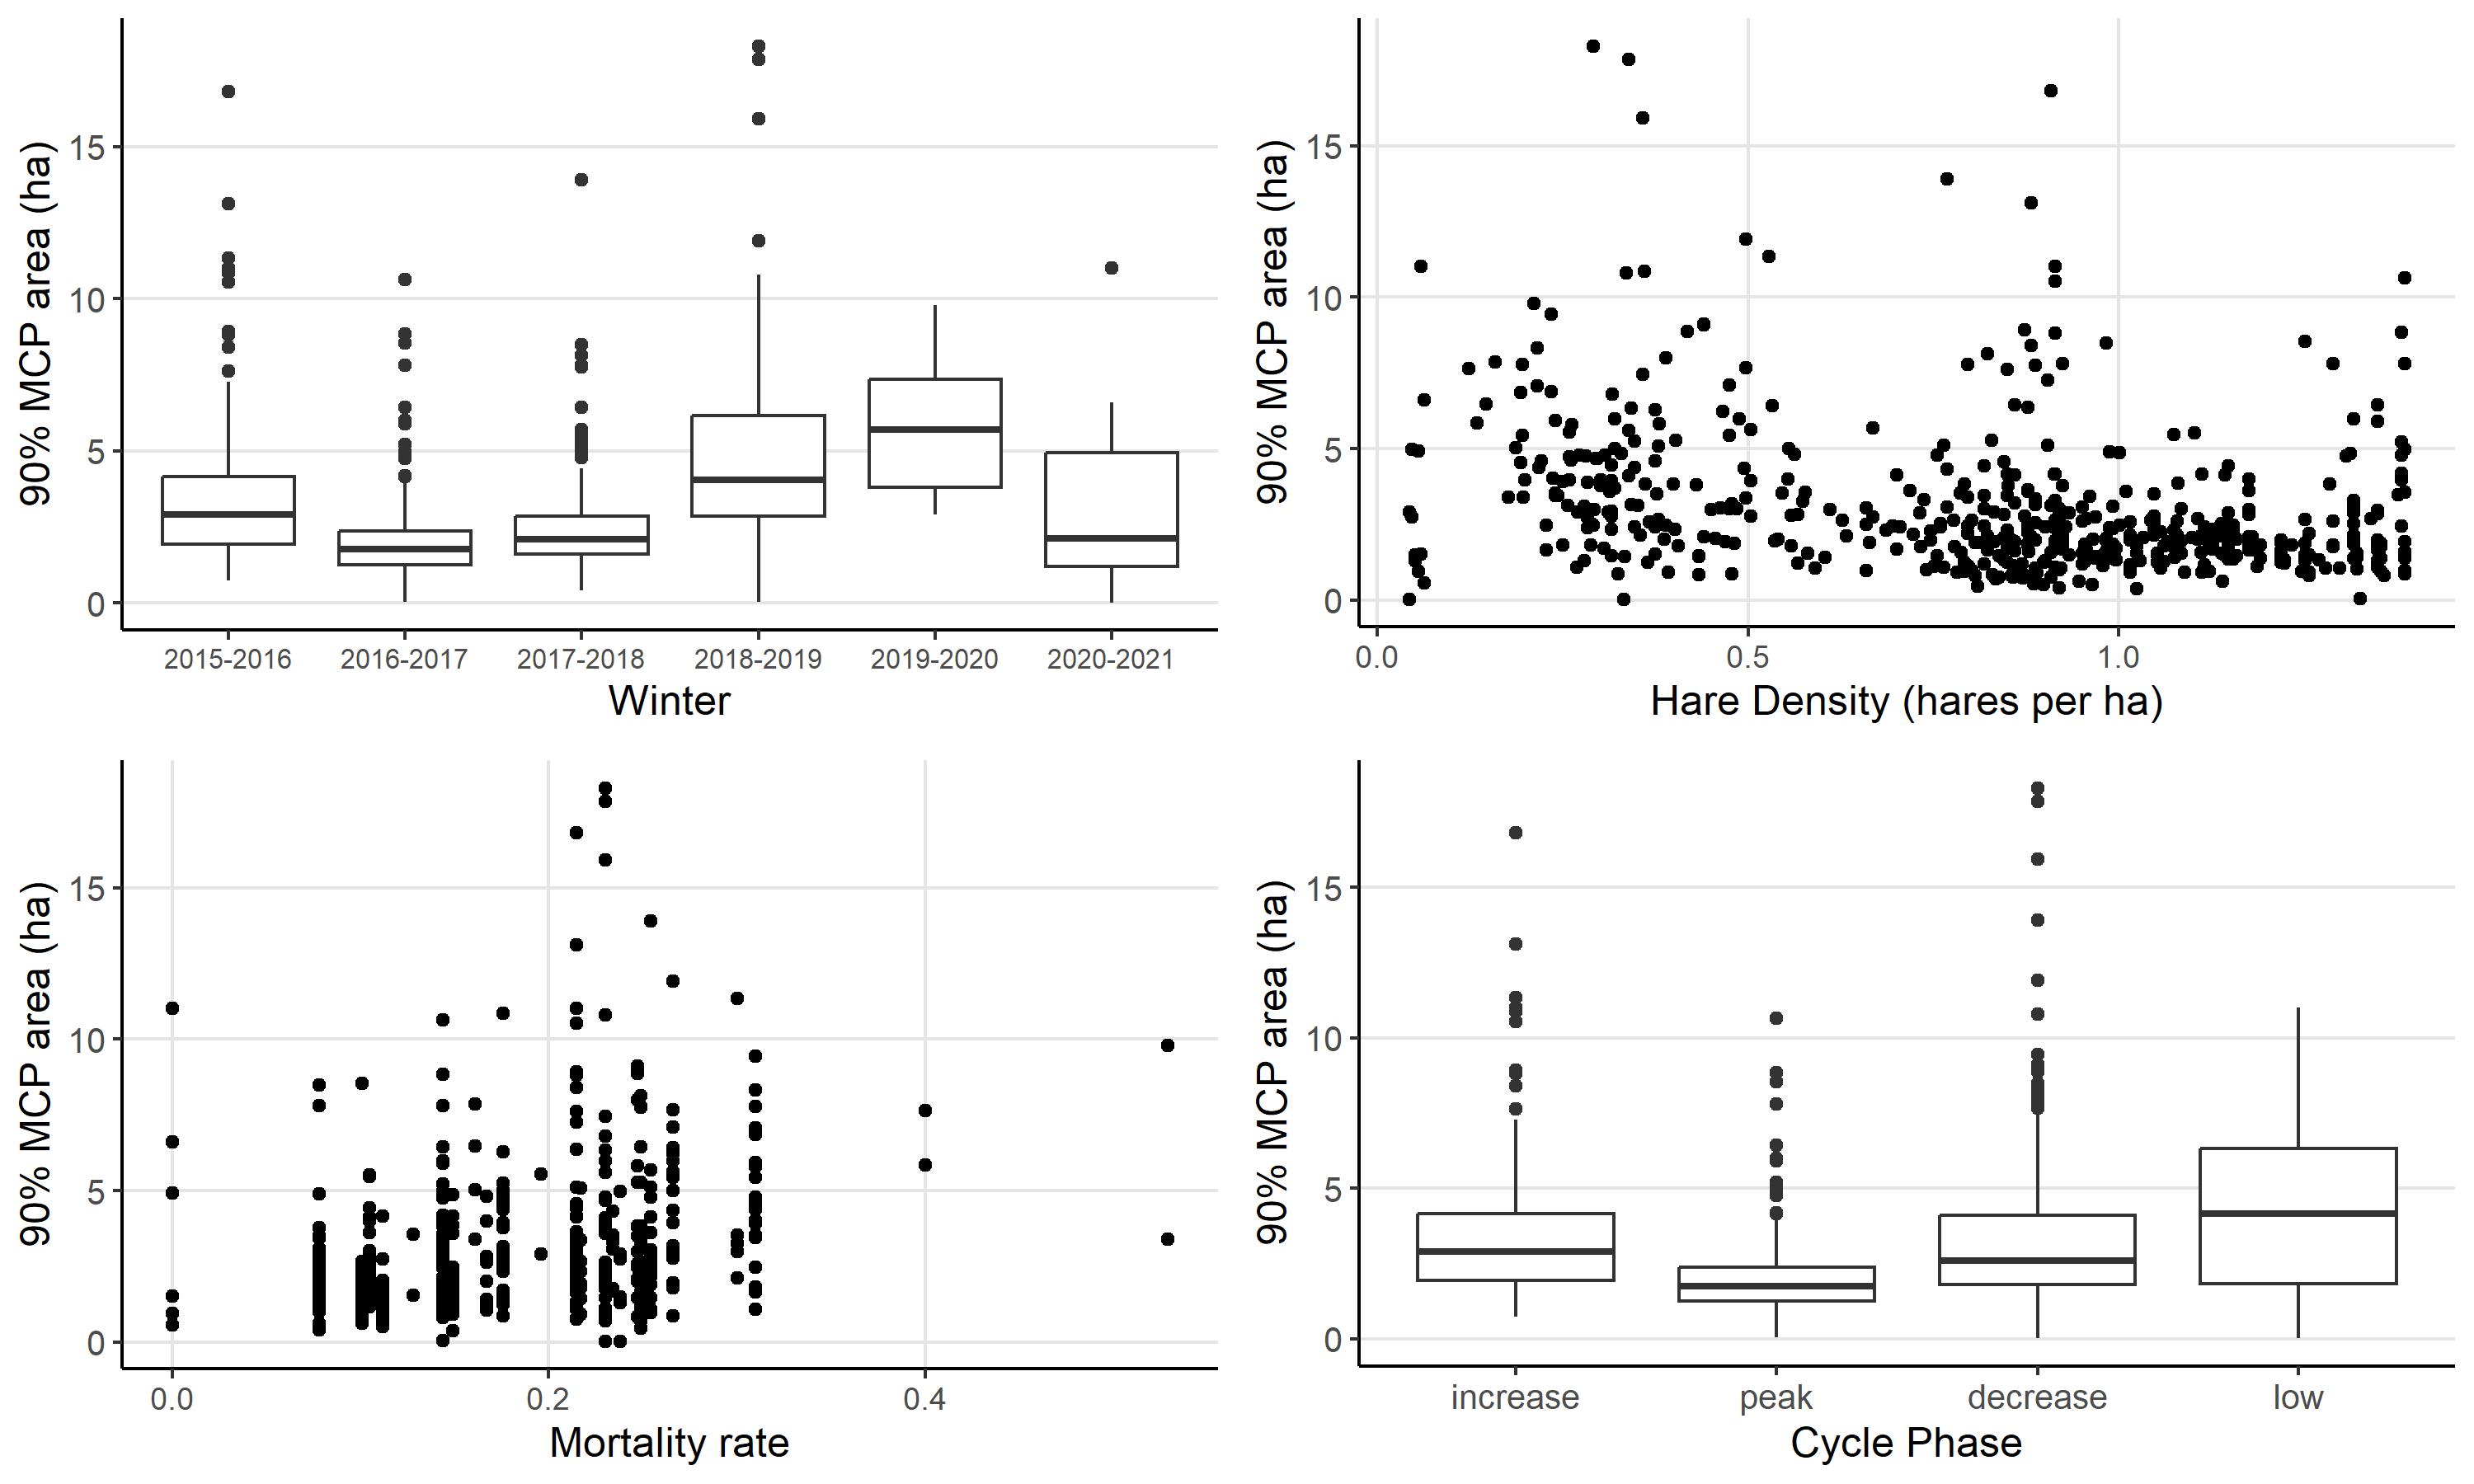 90% MCP area (ha)
15
10
5
0
2015-2016 2016-2017 2017-2018 2018-2019 2019-2020 2020-2021
Winter
90% MCP area (ha)
15
10
5
0
0.0 0.5 1.0
Hare Density (hares per ha)
90% MCP area (ha)
15
10
5
0
0.0 0.2 0.4
Mortality rate
90% MCP area (ha)
15
10
5
0
increase peak decrease low
Cycle Phase